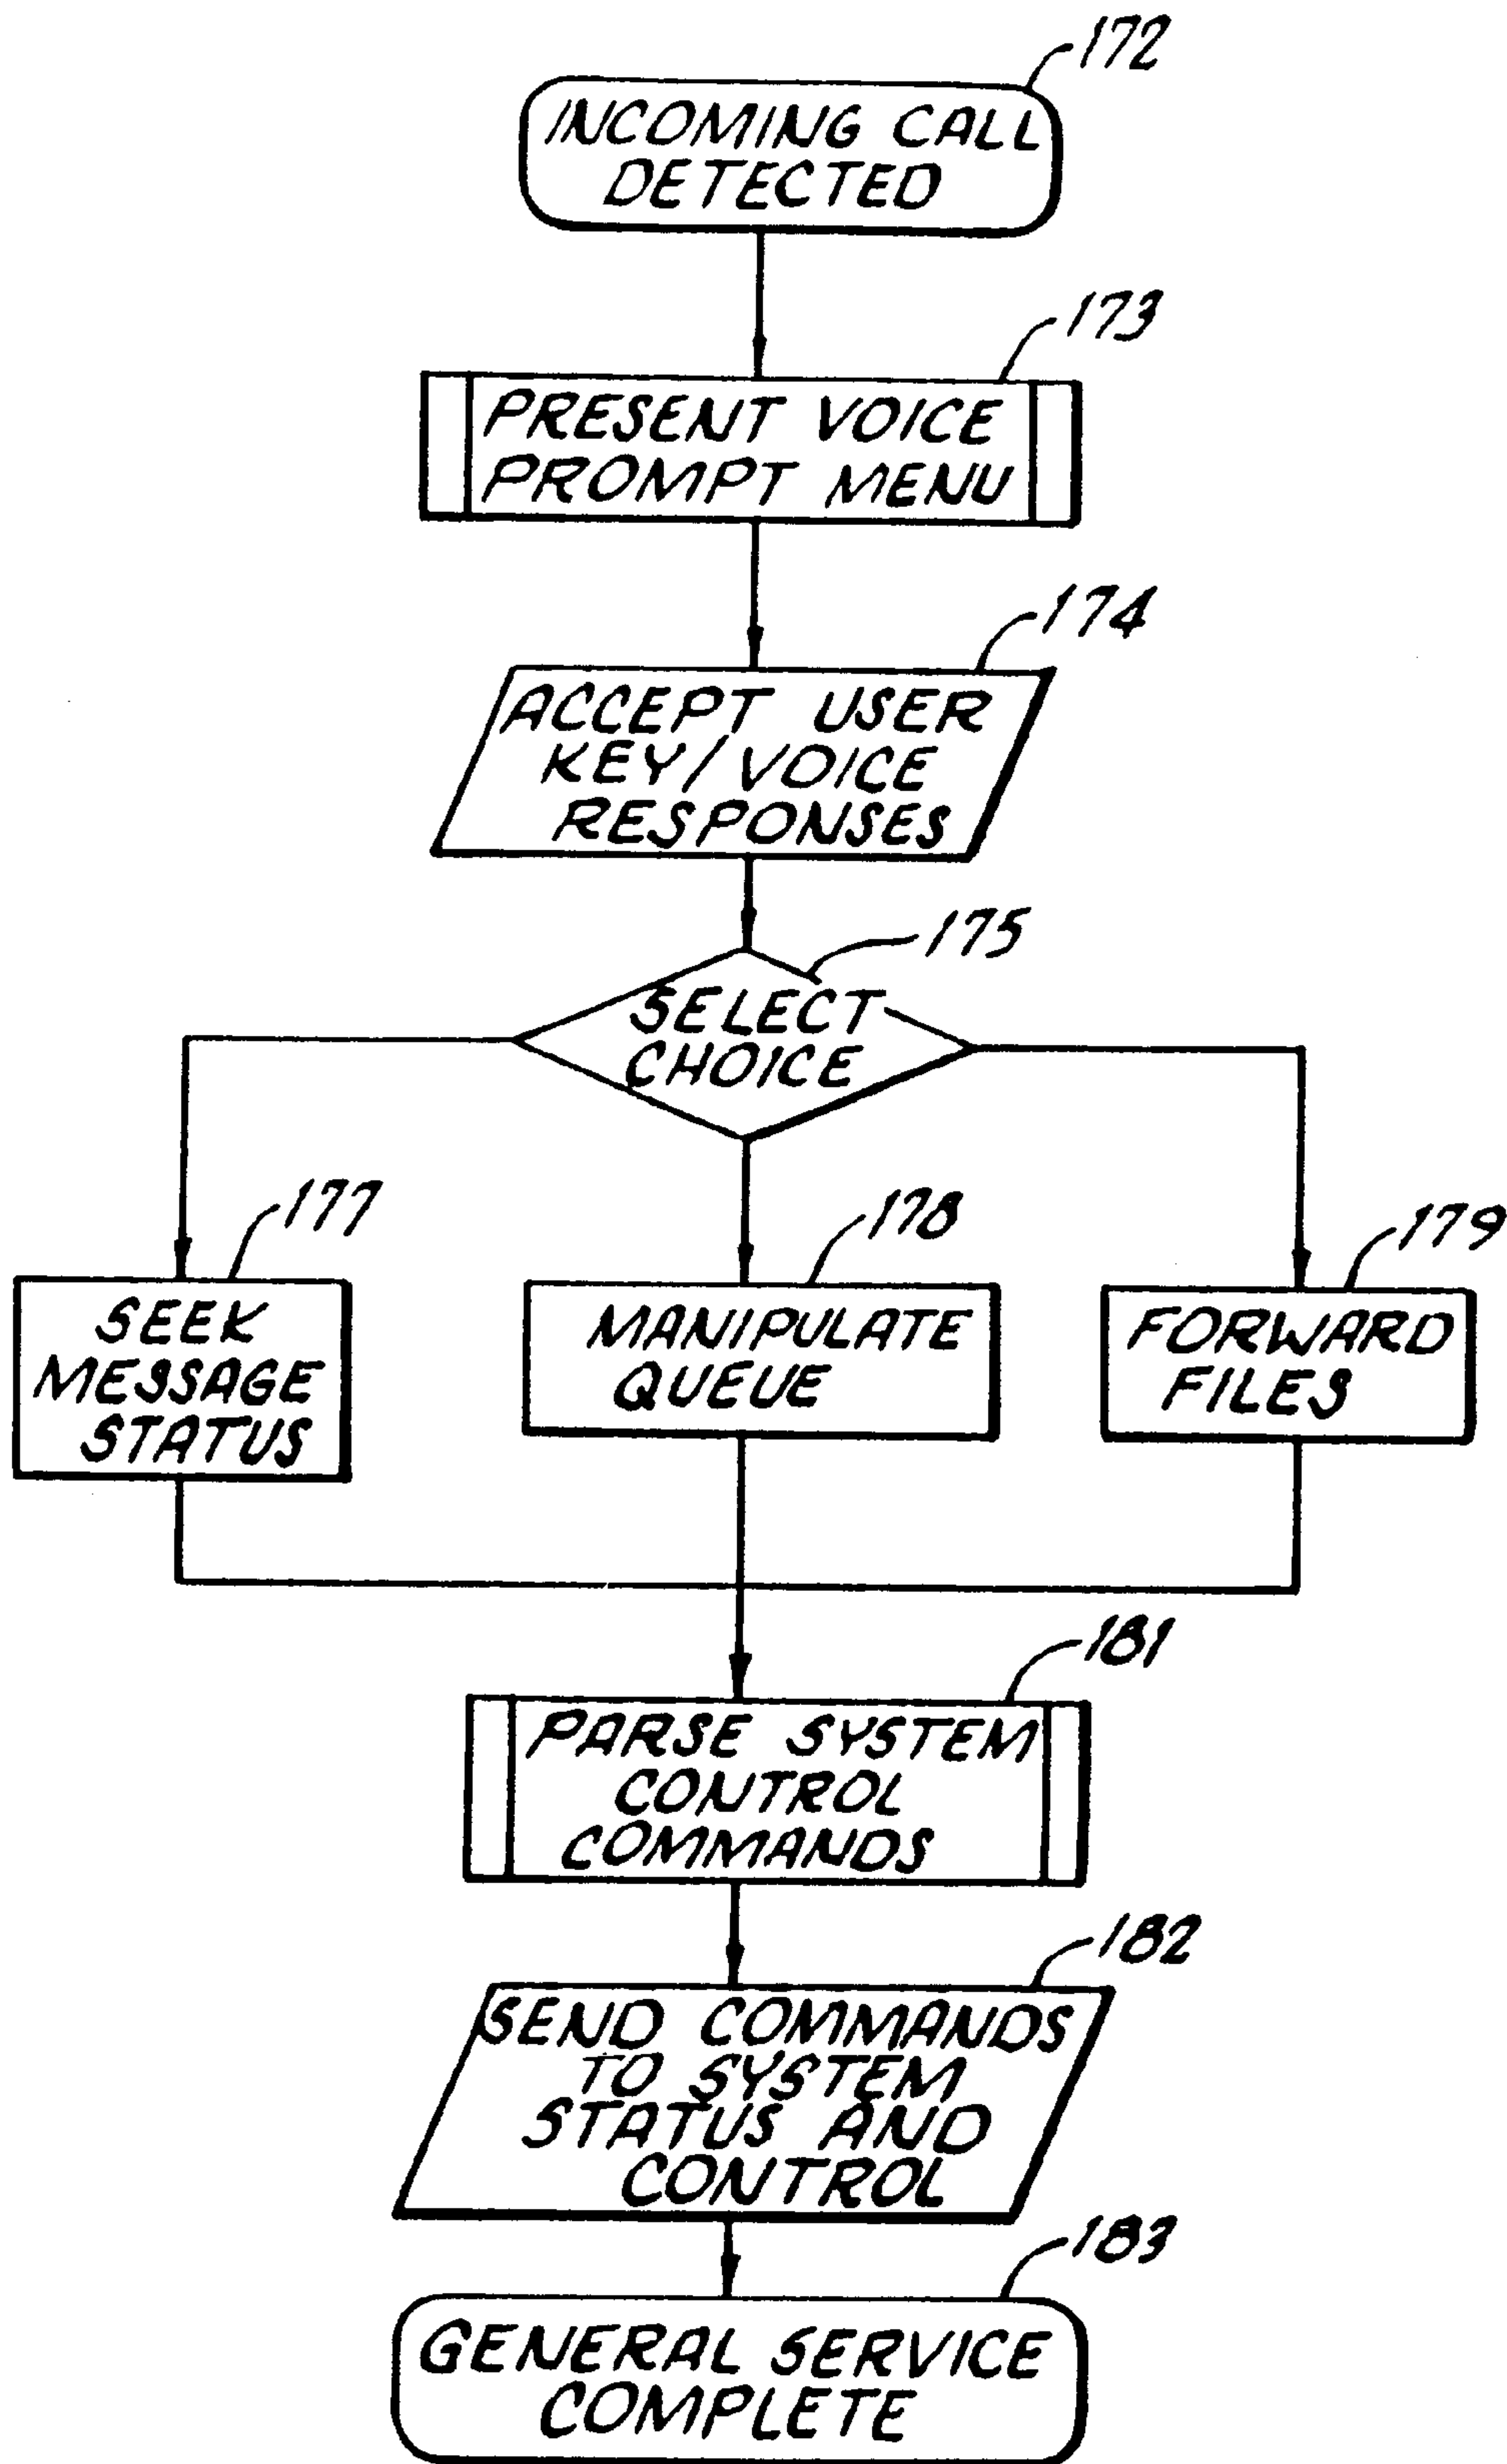 172
INCOMING CALL
DETECTED
173
PRESENT VOICE
PROMPT MENU
174
ACCEPT USER
KEY/VOICE
RESPONSES
175
SELECT
CHOICE
177
SEEK
MESSAGE
STATUS
178
MANIPULATE
QUEUE
179
FORWARD
FILES
181
PARSE SYSTEM
CONTROL
COMMANDS
182
SEND COMMANDS
TO SYSTEM
STATUS AND
CONTROL
183
GENERAL SERVICE
COMPLETE